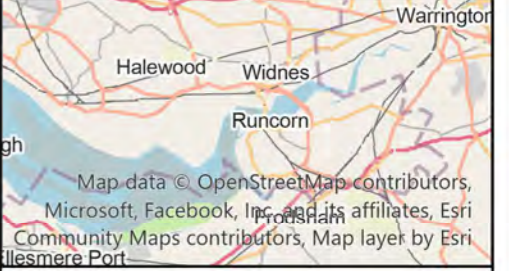 Warrington
Halewood
Widnes
Runcorn
gh
Map data © OpenStreetMap contributors,
Microsoft, Facebook, Inc. and its affiliates, Esri
Frodsham
Community Maps contributors, Map layer by Esri
llesmere Port